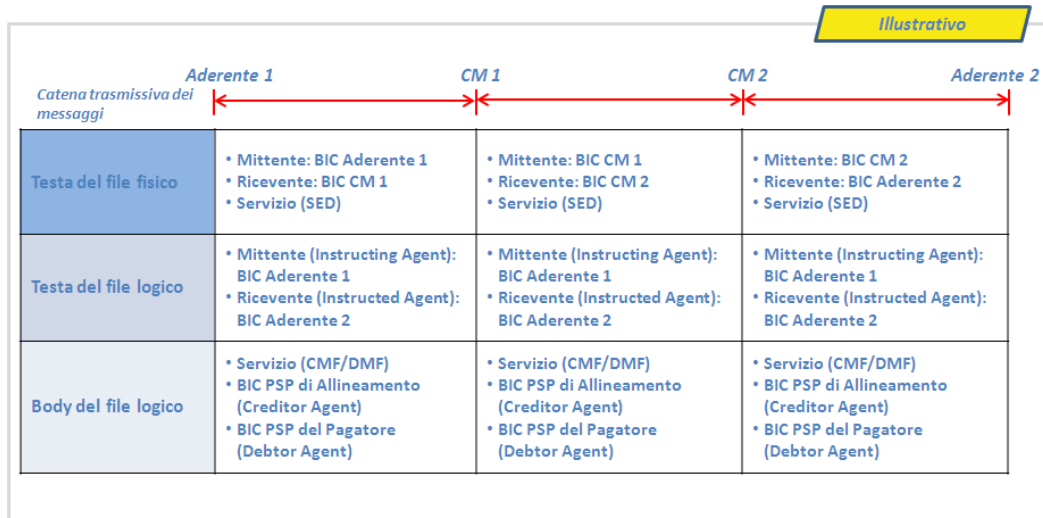 Illustrativo
Aderente 1 CM 1 CM 2 Aderente 2
Catena trasmissiva dei
messaggi
Testa del file fisico
• Mittente: BIC Aderente 1
• Ricevente: BIC CM 1
• Servizio (SED)
• Mittente: BIC CM 1
• Ricevente: BIC CM 2
• Servizio (SED)
• Mittente: BIC CM 2
• Ricevente: BIC Aderente 2
• Servizio (SED)
Testa del file logico
• Mittente (Instructing Agent):
BIC Aderente 1
• Ricevente (Instructed Agent):
BIC Aderente 2
• Mittente (Instructing Agent):
BIC Aderente 1
• Ricevente (Instructed Agent):
BIC Aderente 2
• Mittente (Instructing Agent):
BIC Aderente 1
• Ricevente (Instructed Agent):
BIC Aderente 2
Body del file logico
• Servizio (CMF/DMF)
• BIC PSP di Allineamento
(Creditor Agent)
• BIC PSP del Pagatore
(Debtor Agent)
• Servizio (CMF/DMF)
• BIC PSP di Allineamento
(Creditor Agent)
• BIC PSP del Pagatore
(Debtor Agent)
• Servizio (CMF/DMF)
• BIC PSP di Allineamento
(Creditor Agent)
• BIC PSP del Pagatore
(Debtor Agent)